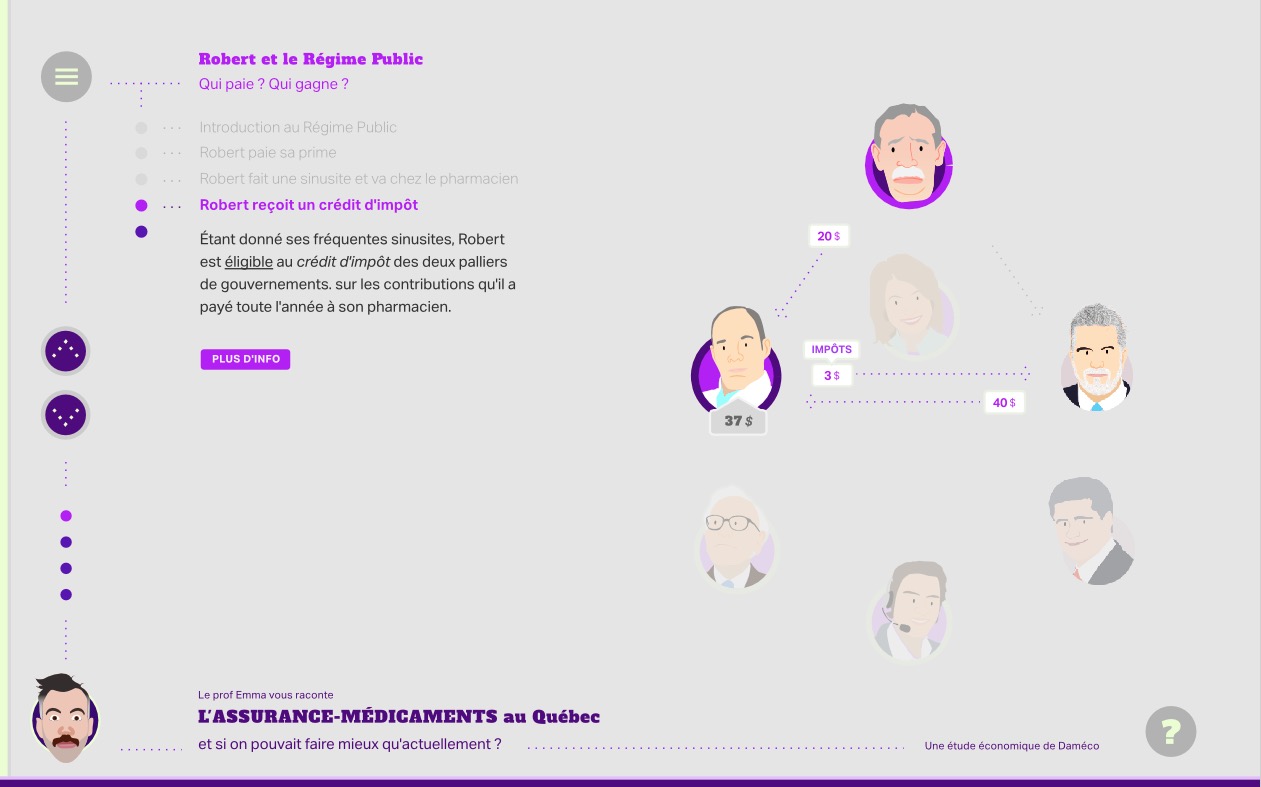 Robert et le Régime Public
Qui paie ? Qui gagne ?
Introduction au Régime Public
Robert paie sa prime
Robert fait une sinusite et va chez le pharmacien
Robert reçoit un crédit d'impôt
Étant donné ses fréquentes sinusites, Robert
est éligible au crédit d'impôt des deux palliers
de gouvernements. sur les contributions qu'il a
payé toute l'année à son pharmacien.
PLUS D'INFO
20 $
IMPÔTS
3 $
40 $
37 $
Le prof Emma vous raconte
L'ASSURANCE-MÉDICAMENTS au Québec
et si on pouvait faire mieux qu'actuellement ?
Une étude économique de Daméco
?